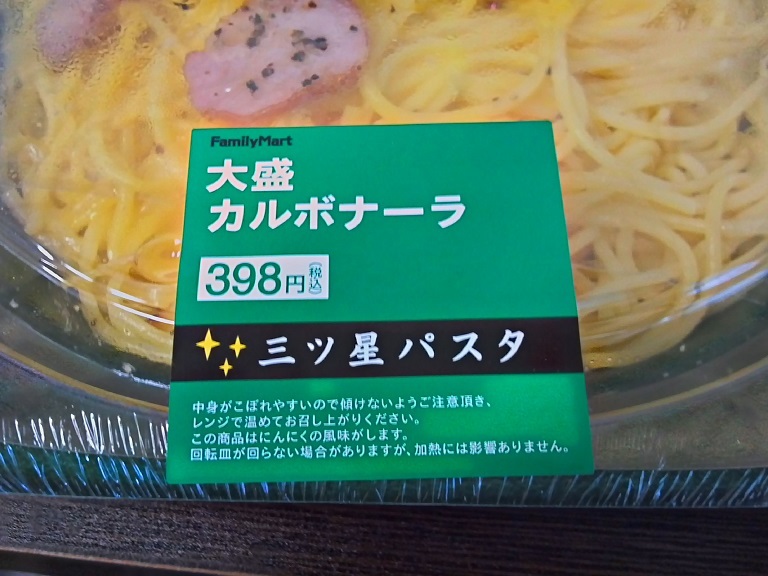 FamilyMart
大盛
カルボナーラ
398円(税込)
三ツ星パスタ
中身がこぼれやすいので傾けないようご注意頂き、
レンジで温めてお召し上がりください。
この商品はにんにくの風味がします。
回転皿が回らない場合がありますが、加熱には影響ありません。